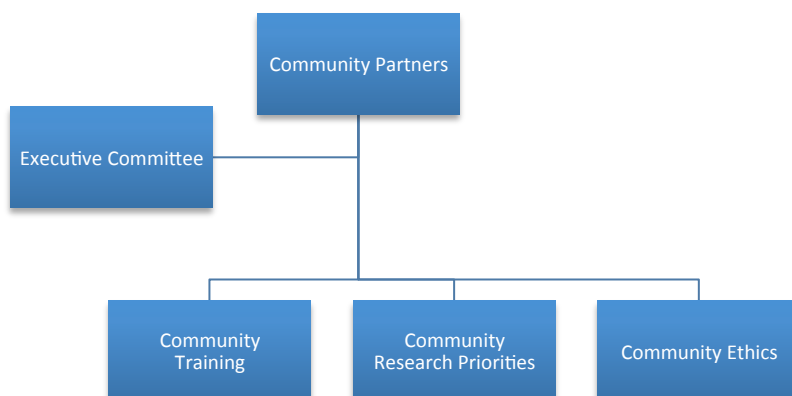 Community Partners
Executive Committee
Community
Training
Community
Research Priorities
Community Ethics